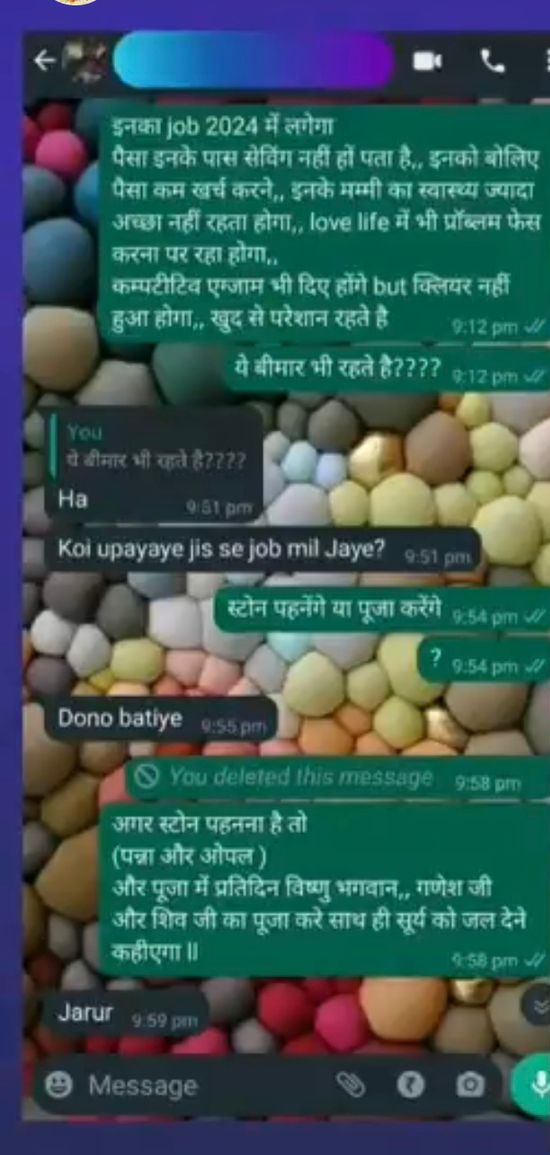 इनका job 2024 में लगेगा
पैसा इनके पास सेविंग नहीं हों पता है,, इनको बोलिए
पैसा कम खर्च करने,, इनके मम्मी का स्वास्थ्य ज्यादा
अच्छा नहीं रहता होगा,, love life में भी प्रॉब्लम फेस
करना पर रहा होगा,,
कम्पटीटिव एग्जाम भी दिए होंगे but क्लियर नहीं
हुआ होगा,, खुद से परेशान रहते है
9:12 pm
ये बीमार भी रहते है????
9:12 pm
You
ये बीमार भी रहते है????
Ha
9:51 pm
Koi upayaye jis se job mil Jaye?
9:51 pm
स्टोन पहनेंगे या पूजा करेंगे
9:54 pm
?
9:54 pm
Dono batiye
9:55 pm
You deleted this message
9:58 pm
अगर स्टोन पहनना है तो
(पन्ना और ओपल )
और पूजा में प्रतिदिन विष्णु भगवान,, गणेश जी
और शिव जी का पूजा करे साथ ही सूर्य को जल देने
कहीएगा ll
9:58 pm
Jarur
9:59 pm
Message